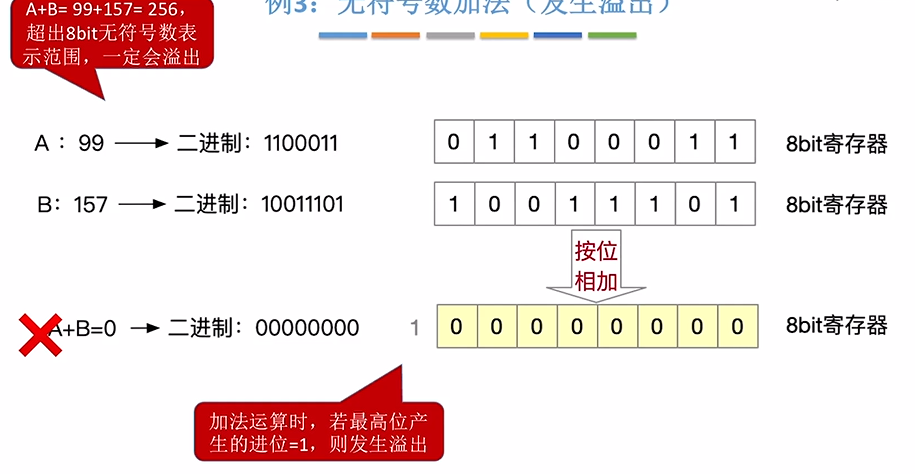 A+B= 99+157= 256，
超出8bit无符号数表
示范围，一定会溢出
例3：无符号数加法（发生溢出）
A： 99 二进制：1100011 0 1 1 0 0 0 1 1 8bit寄存器
B： 157 二进制：10011101 1 0 0 1 1 1 0 1 8bit寄存器
按位
相加
A+B=0 二进制：00000000 1 0 0 0 0 0 0 0 0 8bit寄存器
加法运算时，若最高位产
生的进位=1，则发生溢出